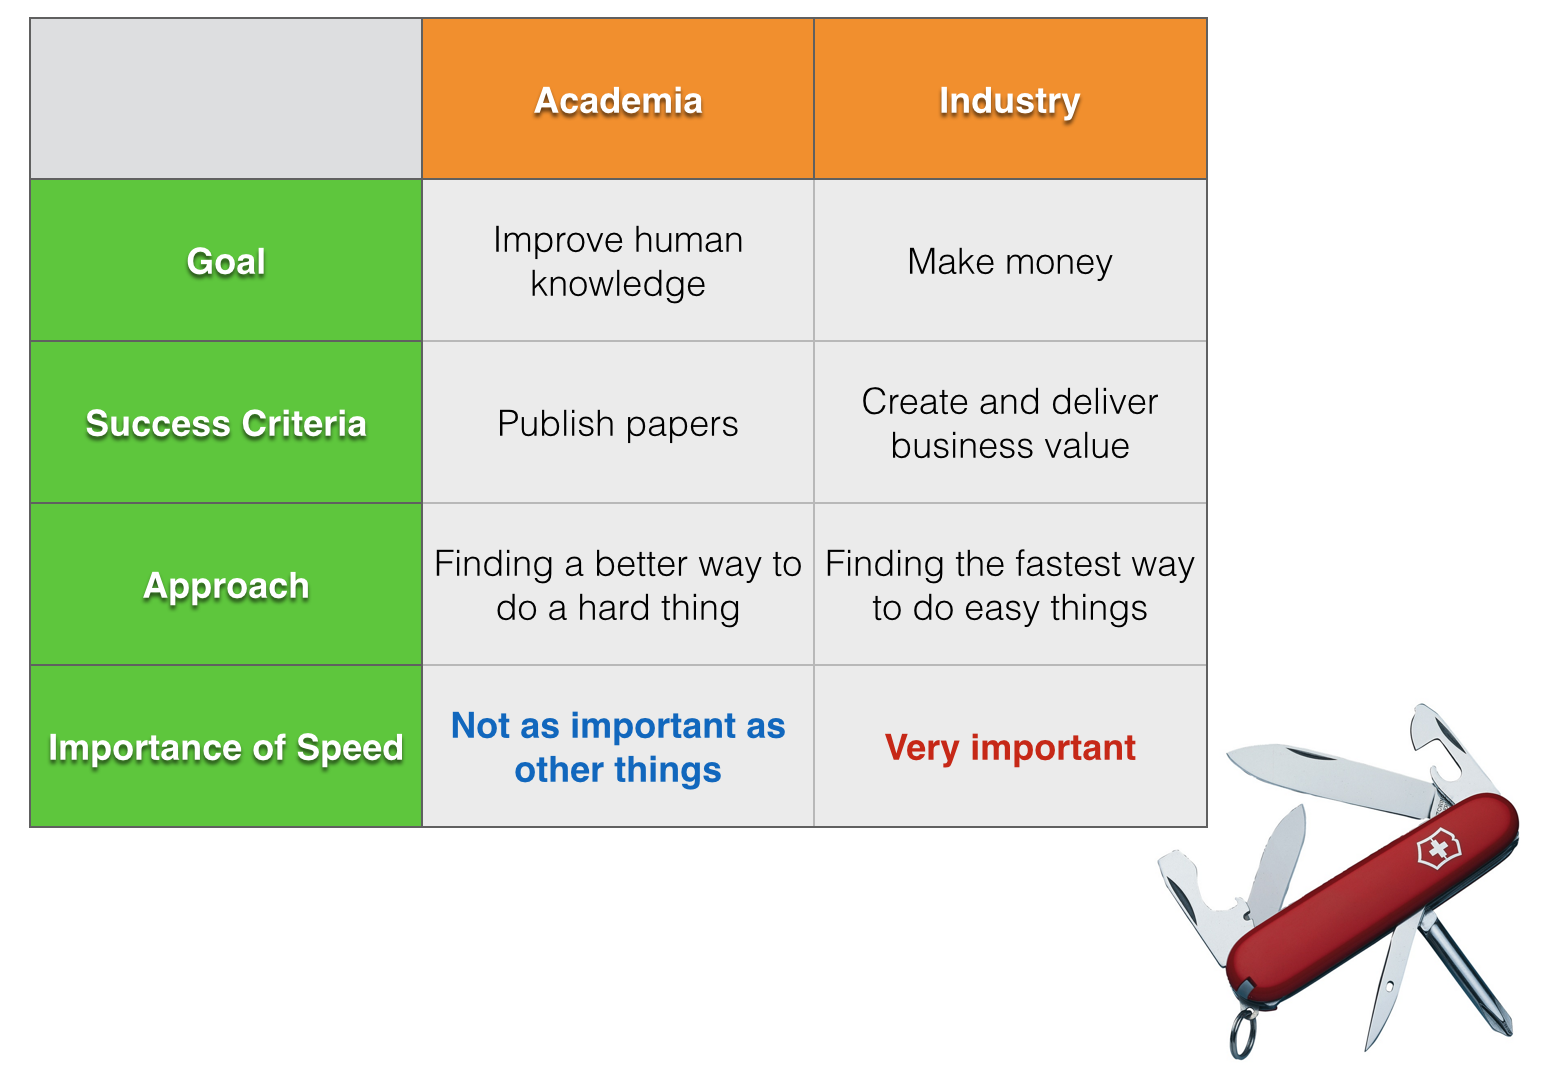 Academia
Industry
Goal
Improve human
knowledge
Make money
Success Criteria
Publish papers
Create and deliver
business value
Approach
Finding a better way to
do a hard thing
Finding the fastest way
to do easy things
Importance of Speed
Not as important as
other things
Very important